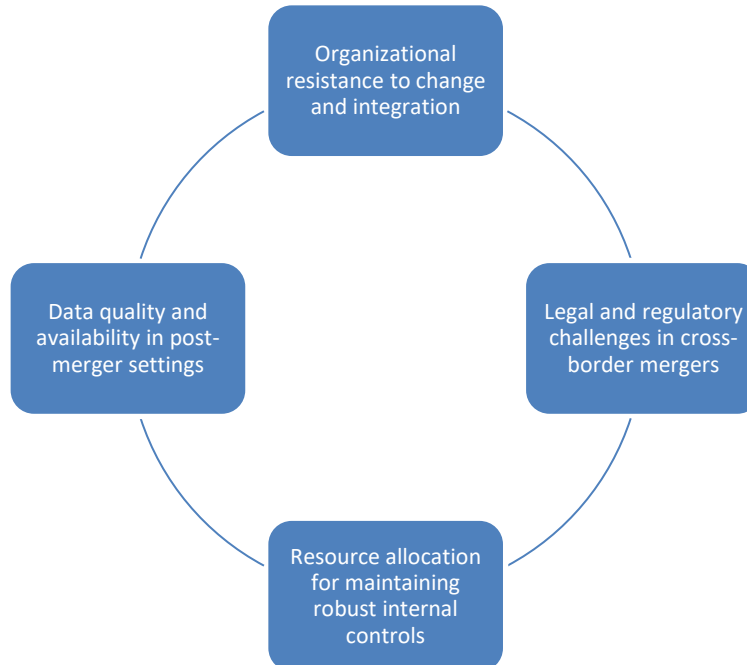 Organizational
resistance to change
and integration
Data quality and
availability in post-
merger settings
Legal and regulatory
challenges in cross-
border mergers
Resource allocation
for maintaining
robust internal
controls